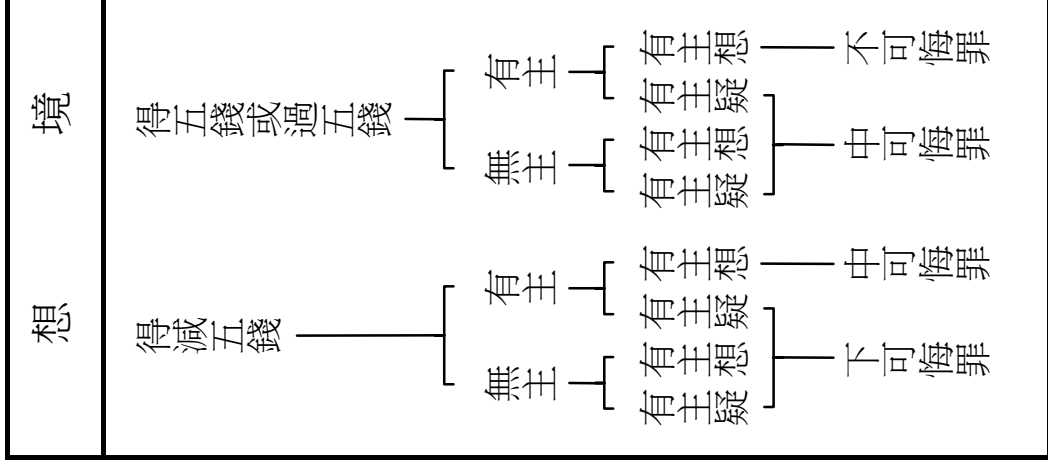 境想
得五錢或過五錢
有主
有主想
不可悔罪
有主疑
無主
有主想
有主疑
中可悔罪
得減五錢
有主
有主想
中可悔罪
有主疑
無主
有主想
有主疑
下可悔罪